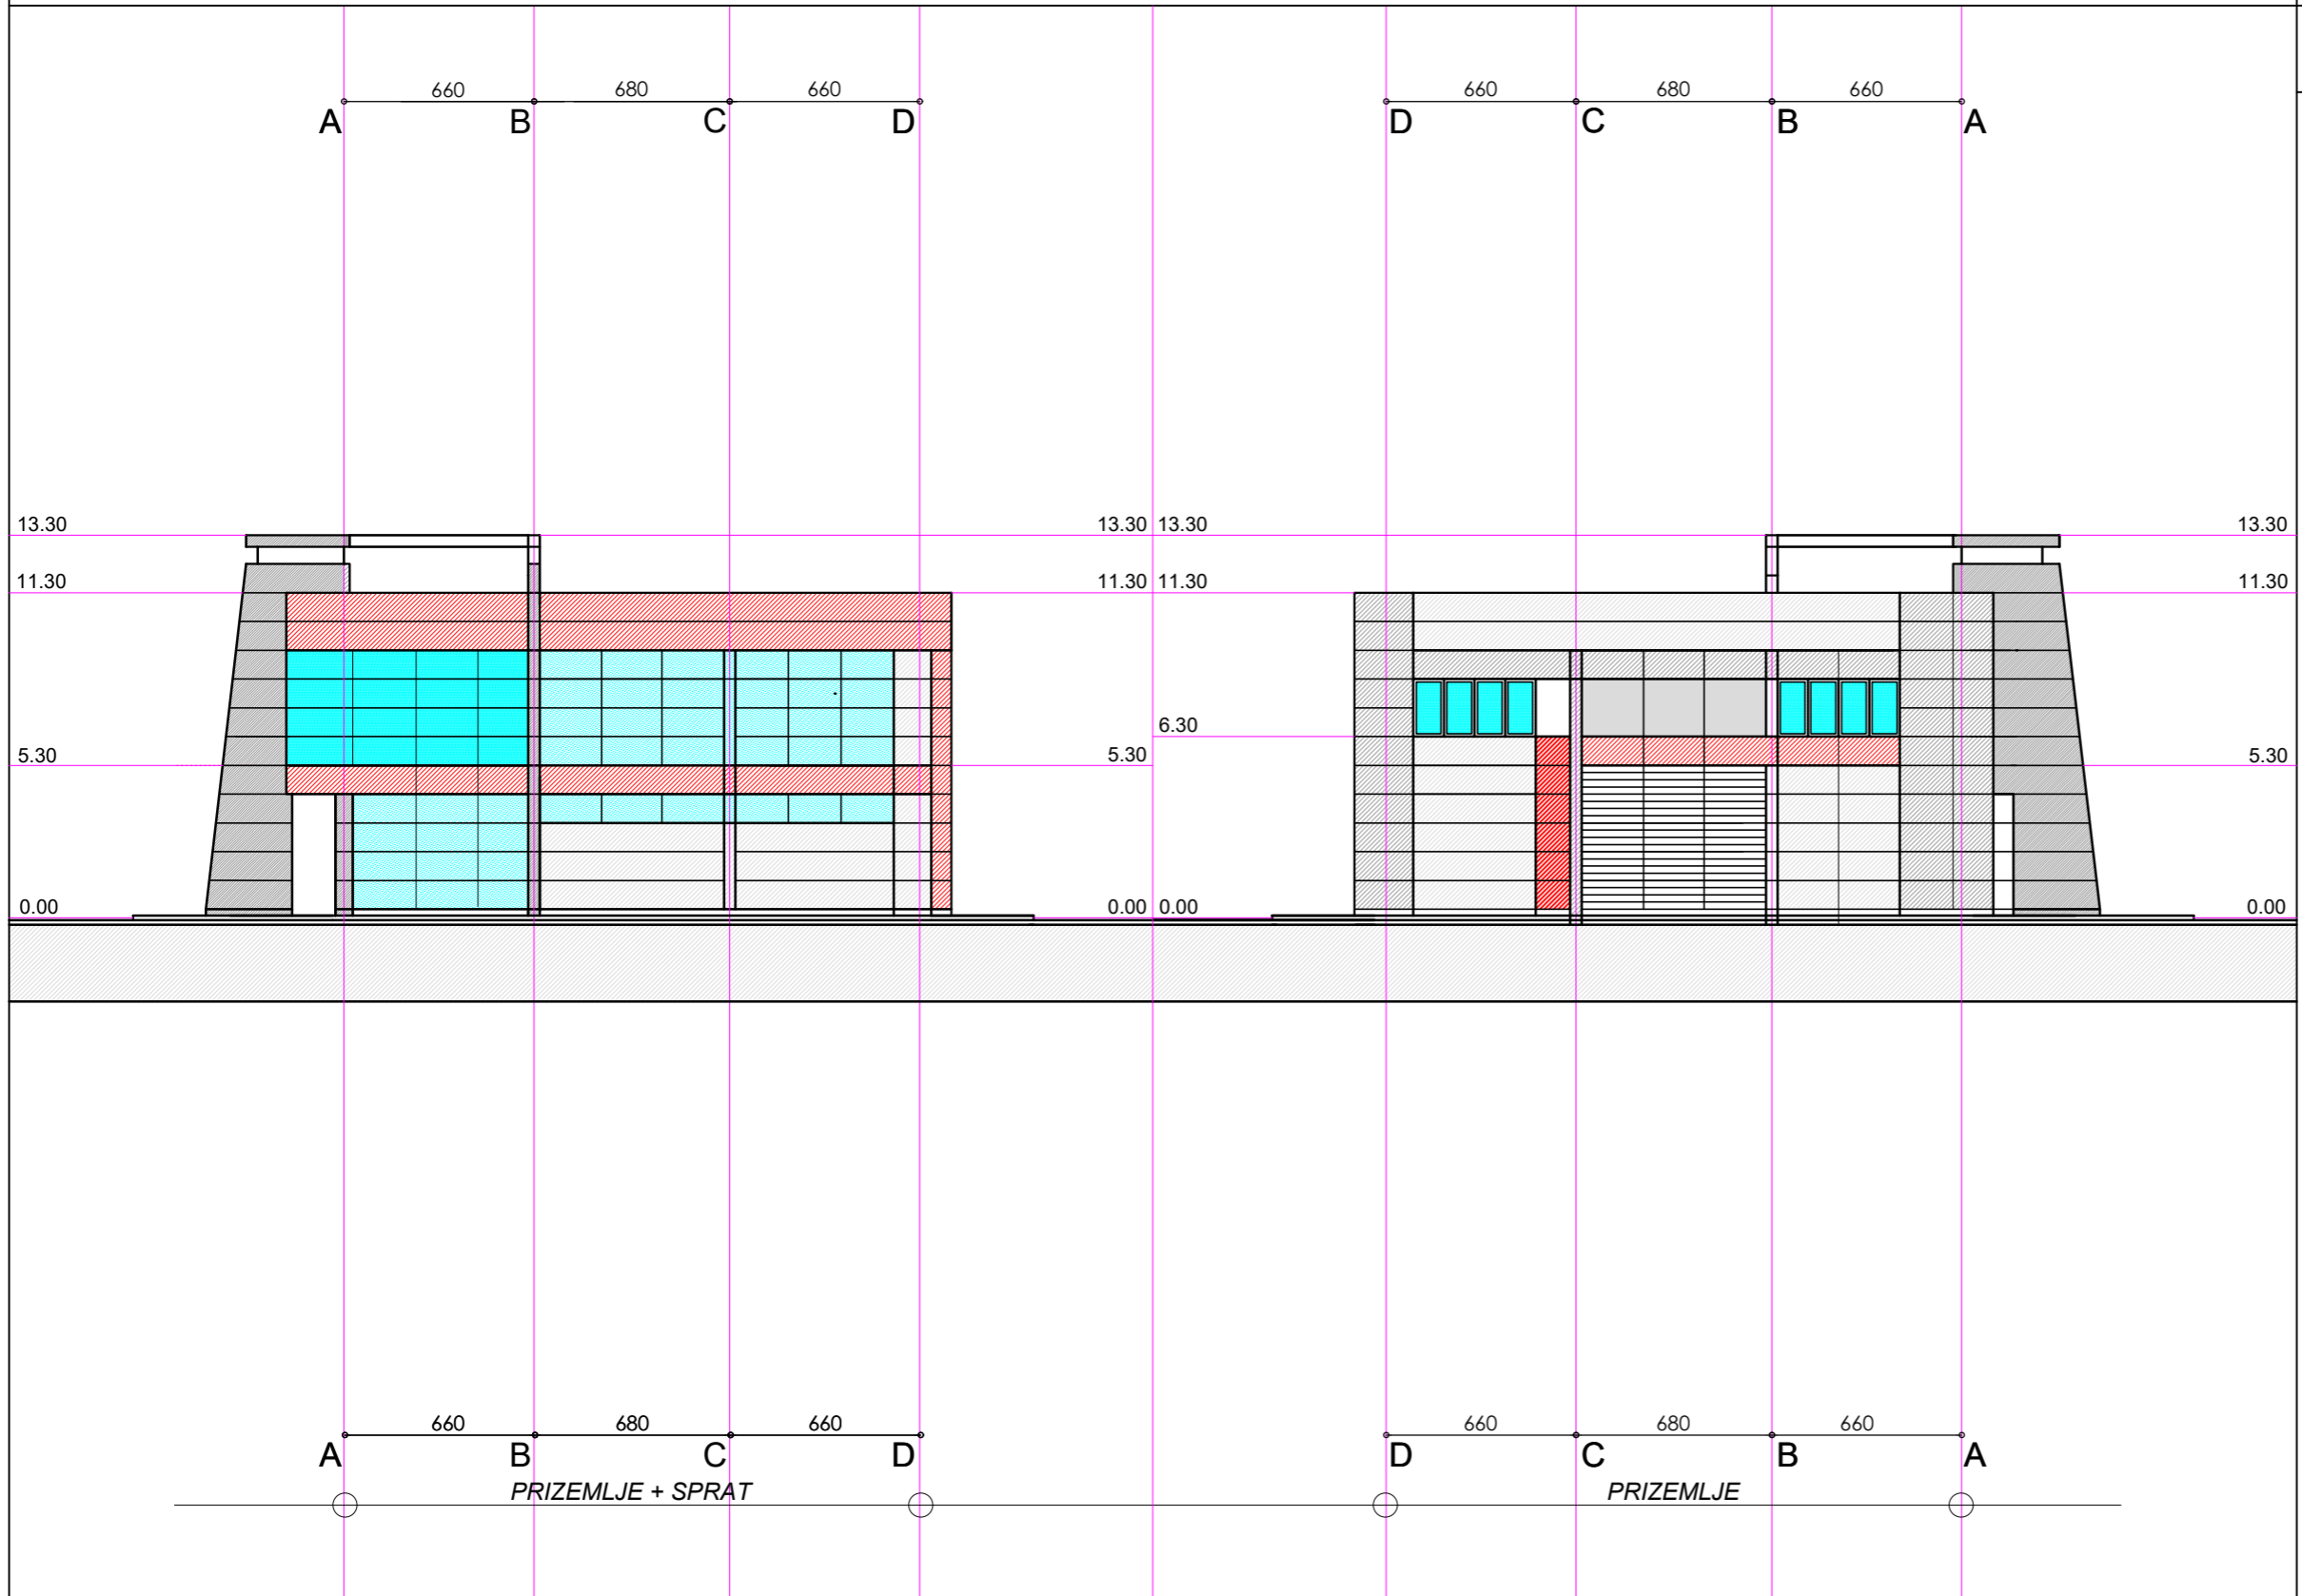 660 680 660 660 680 660
A B C D D C B A
13.30 13.30 13.30 13.30
11.30 11.30 11.30 11.30
6.30
5.30 5.30 5.30
0.00 0.00 0.00 0.00
660 680 660 660 680 660
A B C D D C B A
PRIZEMLJE + SPRAT PRIZEMLJE